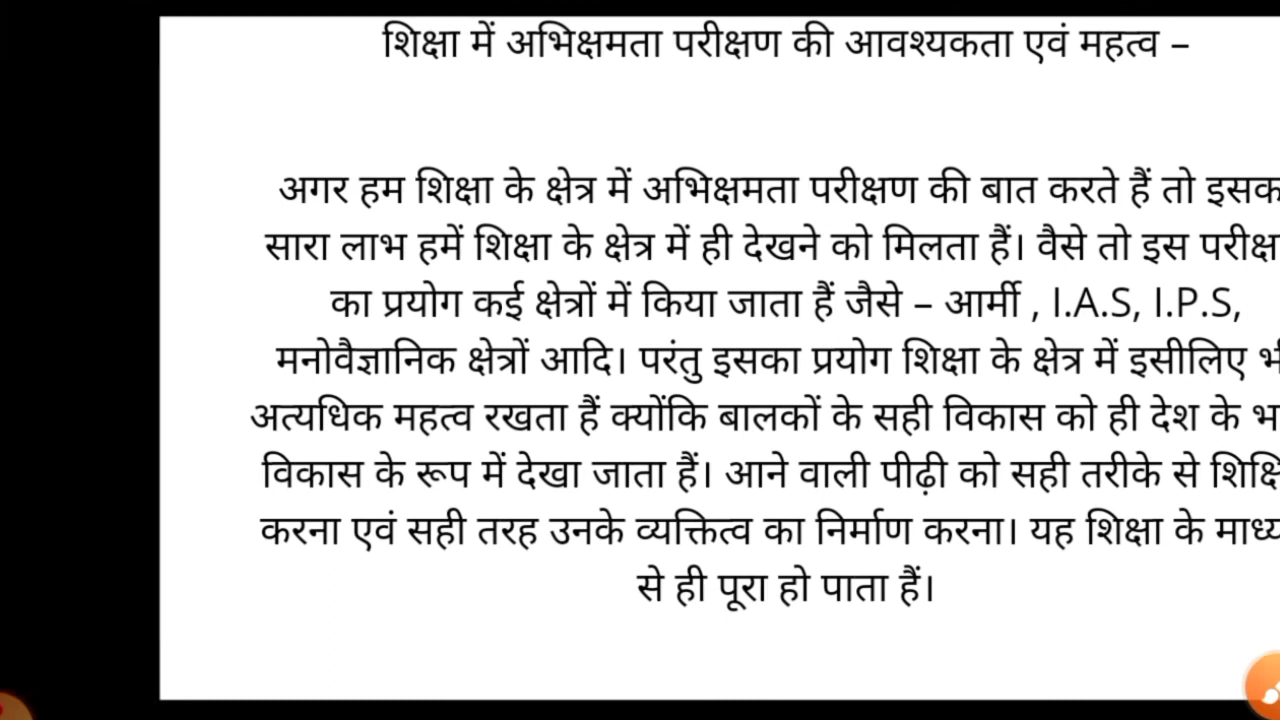 शिक्षा में अभिक्षमता परीक्षण की आवश्यकता एवं महत्व –
अगर हम शिक्षा के क्षेत्र में अभिक्षमता परीक्षण की बात करते हैं तो
सारा लाभ हमें शिक्षा के क्षेत्र में ही देखने को मिलता हैं। वैसे तो इस
का प्रयोग कई क्षेत्रों में किया जाता हैं जैसे – आर्मी , I.A.S, I.P.S,
मनोवैज्ञानिक क्षेत्रों आदि। परंतु इसका प्रयोग शिक्षा के क्षेत्र में इसीलिए
अत्यधिक महत्व रखता हैं क्योंकि बालकों के सही विकास को ही देश के
विकास के रूप में देखा जाता हैं। आने वाली पीढ़ी को सही तरीके से
करना एवं सही तरह उनके व्यक्तित्व का निर्माण करना। यह शिक्षा के
से ही पूरा हो पाता हैं।